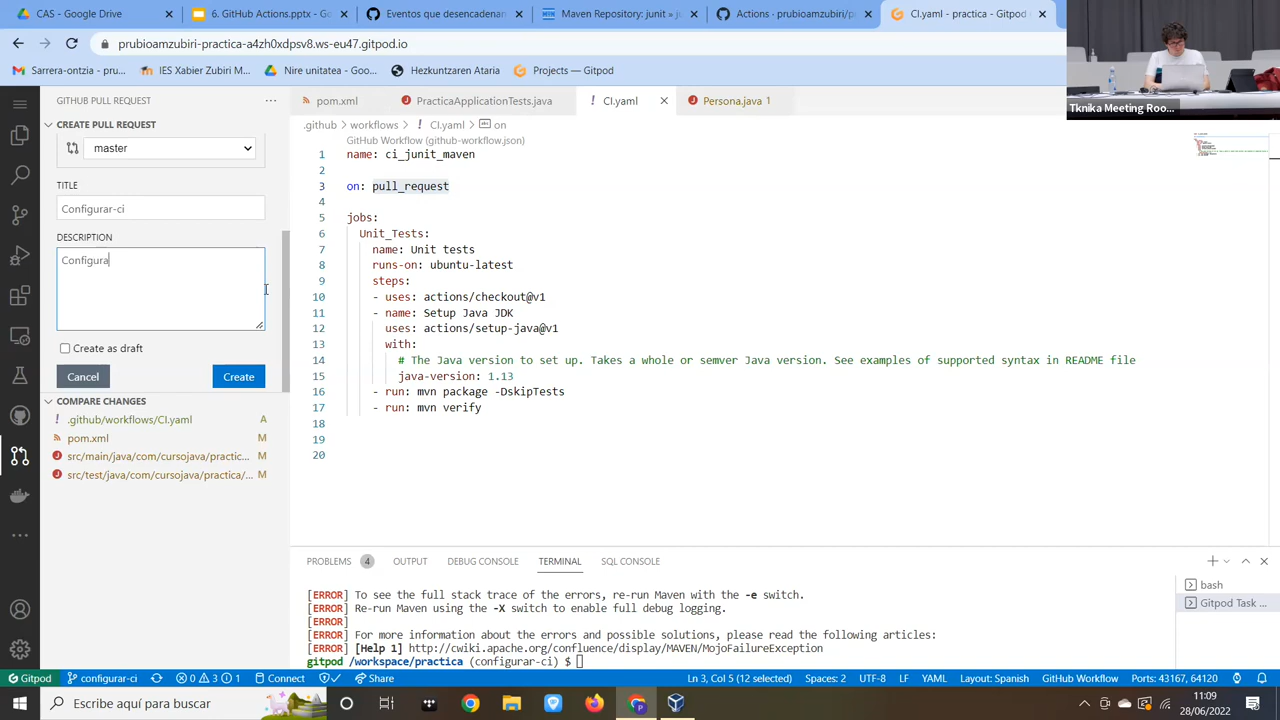 Maven Repository: junit » ju
Actions · prubioamzubiri/p
CI.yaml - practica - Gitpod
prubioamzubiri-practica-a4zh0xdpsv8.ws-eu47.gitpod.io
Sarrera-ontzia - pru...
IES Xabier Zubiri M...
Nire unitatea - Goo...
Hezkuntzaren Ataria
Projects — Gitpod
Tknika Meeting Roo...
GITHUB PULL REQUEST
pom.xml
PracticaApplicationTests.java
CI.yaml
Persona.java 1
CREATE PULL REQUEST
.github
workflows
CI.yaml
on
master
GitHub Workflow (github-workflow.json)
TITLE
Configurar-ci
DESCRIPTION
Configura
Create as draft
Cancel
Create
COMPARE CHANGES
.github/workflows/CI.yaml A
pom.xml M
src/main/java/com/cursojava/practic... M
src/test/java/com/cursojava/practica/... M
1 name: ci_junit_maven
2
3 on: pull_request
4
5 jobs:
6 Unit_Tests:
7 name: Unit tests
8 runs-on: ubuntu-latest
9 steps:
10 - uses: actions/checkout@v1
11 - name: Setup Java JDK
12 uses: actions/setup-java@v1
13 with:
14 # The Java version to set up. Takes a whole or semver Java version. See examples of supported syntax in README file
15 java-version: 1.13
16 - run: mvn package -DskipTests
17 - run: mvn verify
18
19
20
PROBLEMS 4 OUTPUT DEBUG CONSOLE TERMINAL SQL CONSOLE
[ERROR] To see the full stack trace of the errors, re-run Maven with the -e switch.
[ERROR] Re-run Maven using the -X switch to enable full debug logging.
[ERROR]
[ERROR] For more information about the errors and possible solutions, please read the following articles:
[ERROR] [Help 1] http://cwiki.apache.org/confluence/display/MAVEN/MojoFailureException
gitpod /workspace/practica (configurar-ci) $
bash
Gitpod Task ...
Gitpod configurar-ci 0 3 1 Connect Share Ln 3, Col 5 (12 selected) Spaces: 2 UTF-8 LF YAML Layout: Spanish GitHub Workflow Ports: 43167, 64120
Escribe aquí para buscar
11:09
28/06/2022